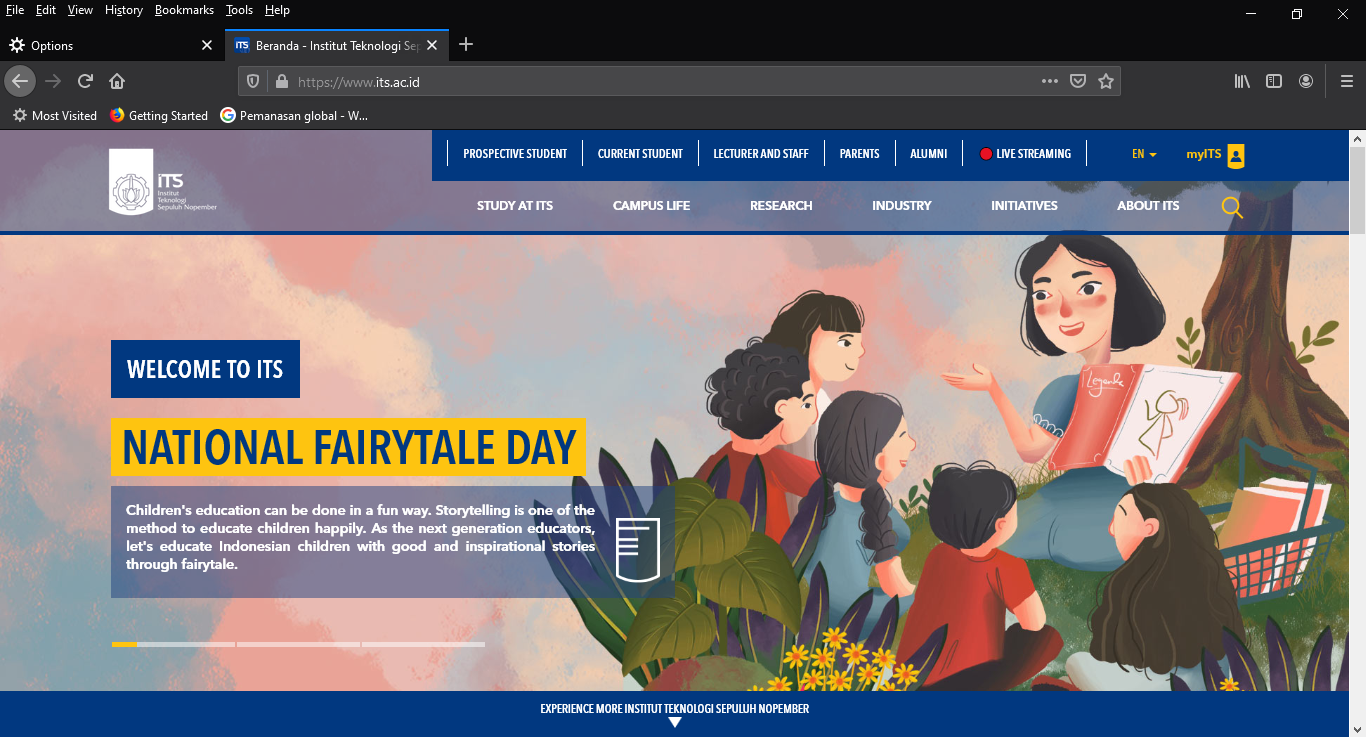 File Edit View History Bookmarks Tools Help
Options
iTS Beranda - Institut Teknologi Sep
https://www.its.ac.id
Most Visited Getting Started Pemanasan global - W...
PROSPECTIVE STUDENT CURRENT STUDENT LECTURER AND STAFF PARENTS ALUMNI LIVE STREAMING EN myITS
iTS
Institut
Teknologi
Sepuluh Nopember
STUDY AT ITS CAMPUS LIFE RESEARCH INDUSTRY INITIATIVES ABOUT ITS
WELCOME TO ITS
NATIONAL FAIRYTALE DAY
Children's education can be done in a fun way. Storytelling is one of the
method to educate children happily. As the next generation educators,
let's educate Indonesian children with good and inspirational stories
through fairytale.
Legenda
EXPERIENCE MORE INSTITUT TEKNOLOGI SEPULUH NOPEMBER